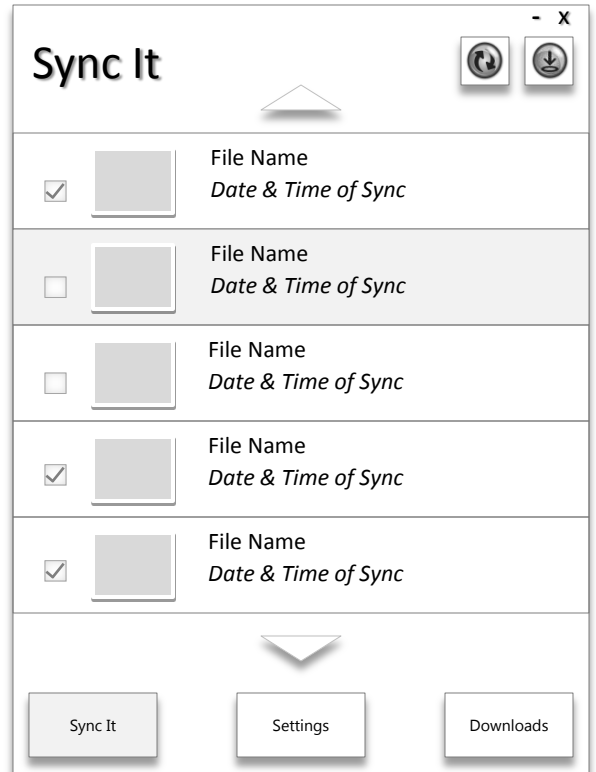 - X
Sync It
File Name
Date & Time of Sync
File Name
Date & Time of Sync
File Name
Date & Time of Sync
File Name
Date & Time of Sync
File Name
Date & Time of Sync
Sync It
Settings
Downloads